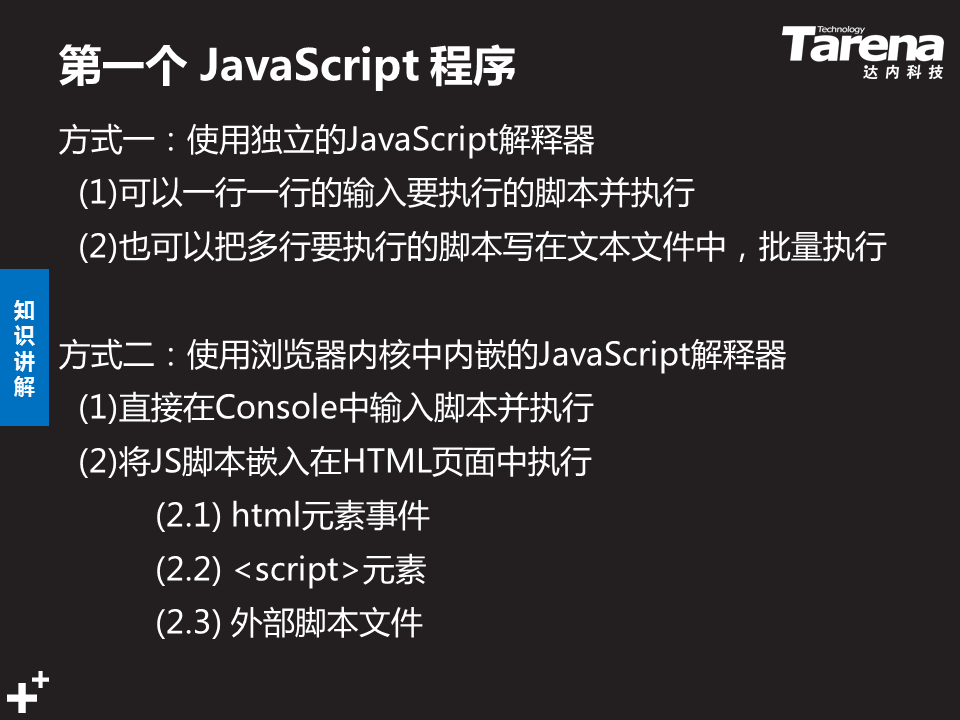 第一个 JavaScript 程序
Technology
Tarena
达内科技
方式一：使用独立的JavaScript解释器
(1)可以一行一行的输入要执行的脚本并执行
(2)也可以把多行要执行的脚本写在文本文件中，批量执行
知识讲解
方式二：使用浏览器内核中内嵌的JavaScript解释器
(1)直接在Console中输入脚本并执行
(2)将JS脚本嵌入在HTML页面中执行
(2.1) html元素事件
(2.2) <script>元素
(2.3) 外部脚本文件